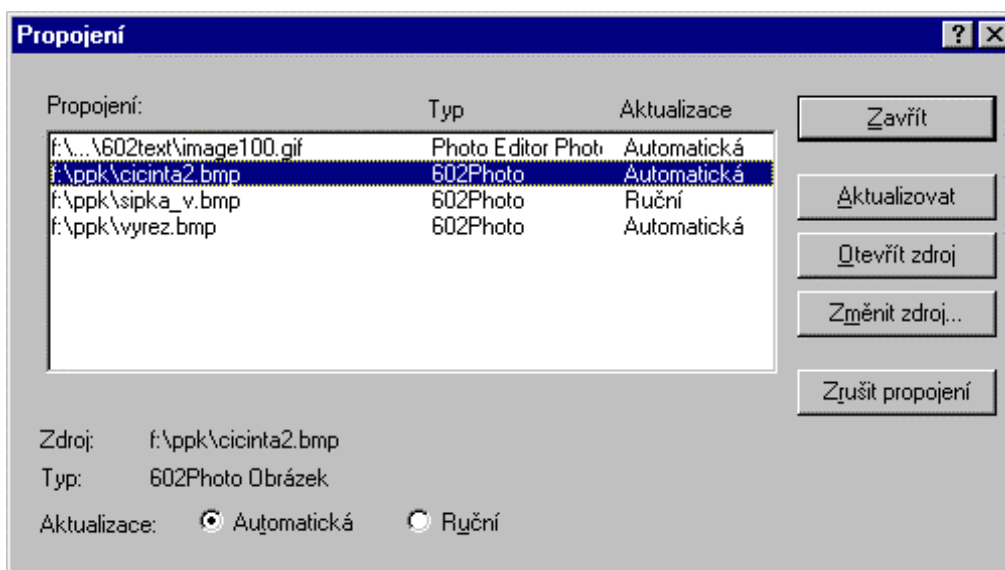 Propojení
Propojení: Typ Aktualizace
f:\...\602text\image100.gif Photo Editor Phot Automatická
f:\ppk\cicinta2.bmp 602Photo Automatická
f:\ppk\sipka_v.bmp 602Photo Ruční
f:\ppk\vyrez.bmp 602Photo Automatická
Zavřít
Aktualizovat
Otevřít zdroj
Změnit zdroj...
Zrušit propojení
Zdroj: f:\ppk\cicinta2.bmp
Typ: 602Photo Obrázek
Aktualizace: Automatická Ruční